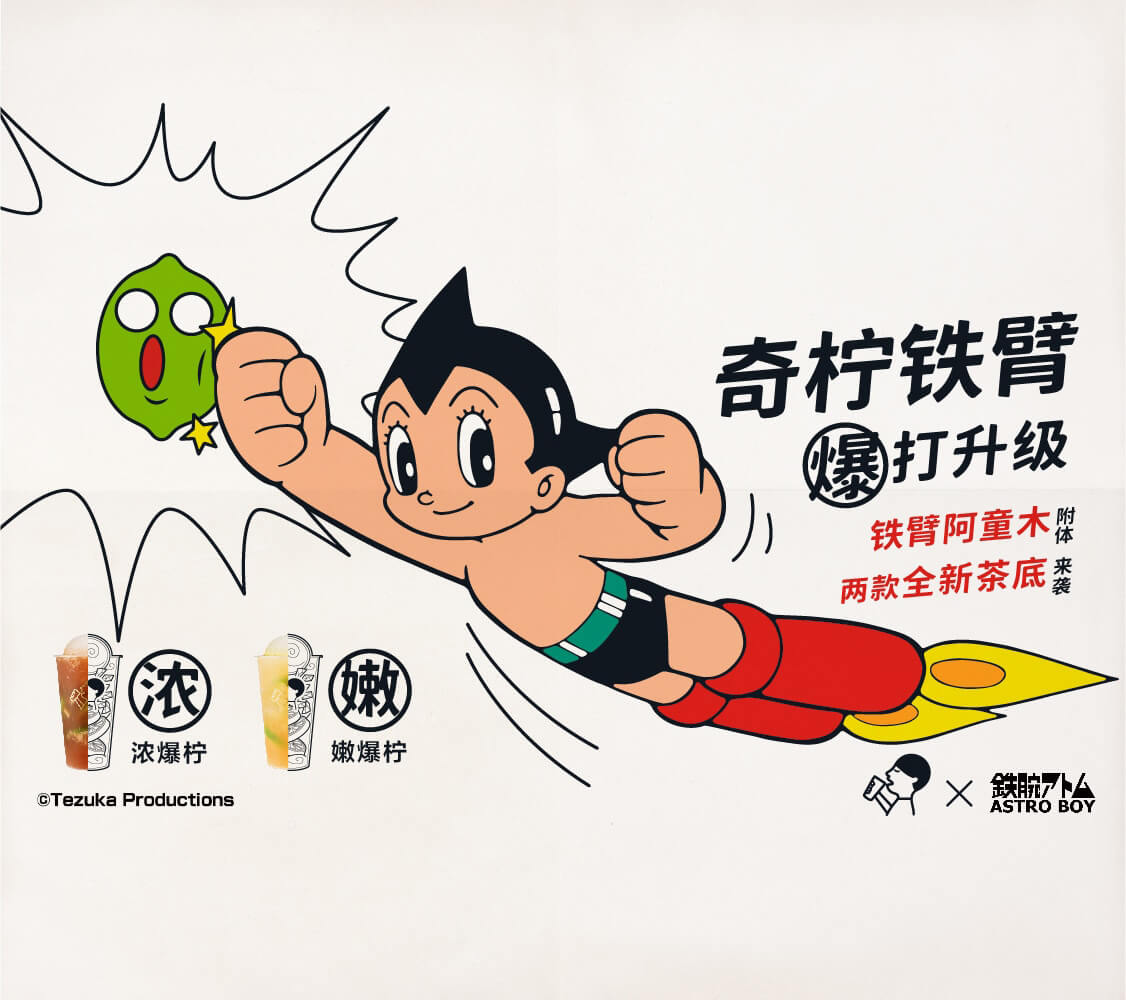 奇柠铁臂
爆打升级
铁臂阿童木附体
两款全新茶底来袭
浓
浓爆柠
嫩
嫩爆柠
©Tezuka Productions
鉄腕アトム
ASTRO BOY